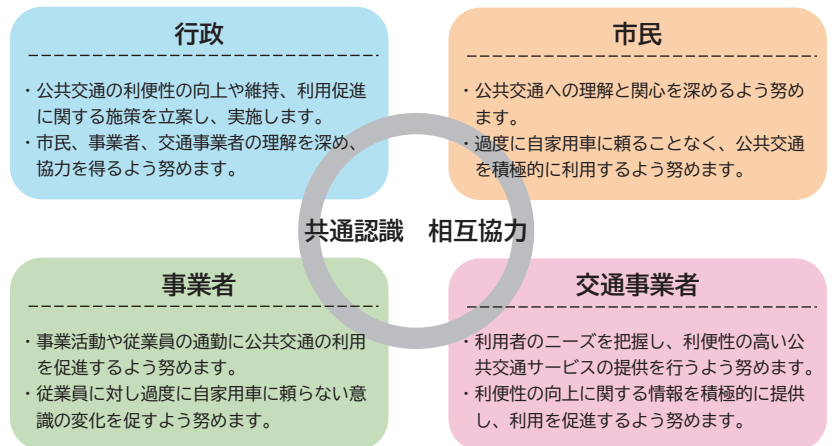 行政
・公共交通の利便性の向上や維持、利用促進
に関する施策を立案し、実施します。
・市民、事業者、交通事業者の理解を深め、
協力を得るよう努めます。
市民
・公共交通への理解と関心を深めるよう努め
ます。
・過度に自家用車に頼ることなく、公共交通
を積極的に利用するよう努めます。
共通認識 相互協力
事業者
・事業活動や従業員の通勤に公共交通の利用
を促進するよう努めます。
・従業員に対し過度に自家用車に頼らない意
識の変化を促すよう努めます。
交通事業者
・利用者のニーズを把握し、利便性の高い公
共交通サービスの提供を行うよう努めます。
・利便性の向上に関する情報を積極的に提供
し、利用を促進するよう努めます。